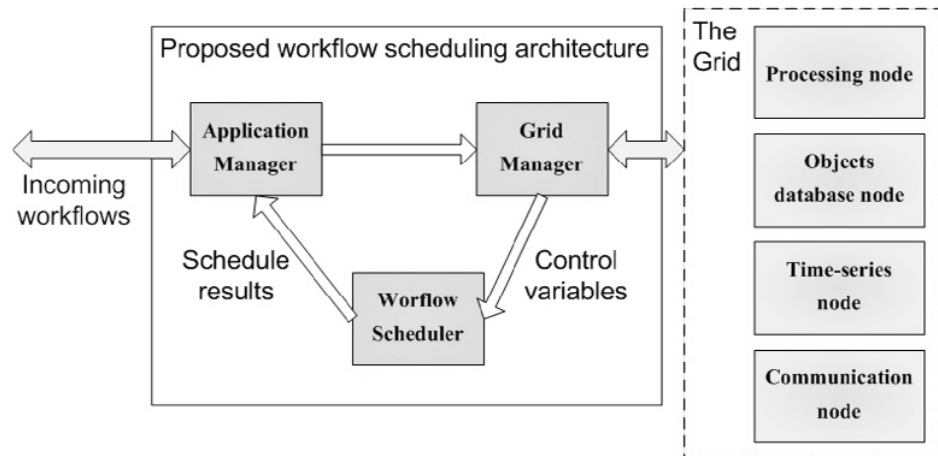 Proposed workflow scheduling architecture
The
Grid
Application
Manager
Grid
Manager
Incoming
workflows
Schedule
results
Control
variables
Worflow
Scheduler
Processing node
Objects
database node
Time-series
node
Communication
node